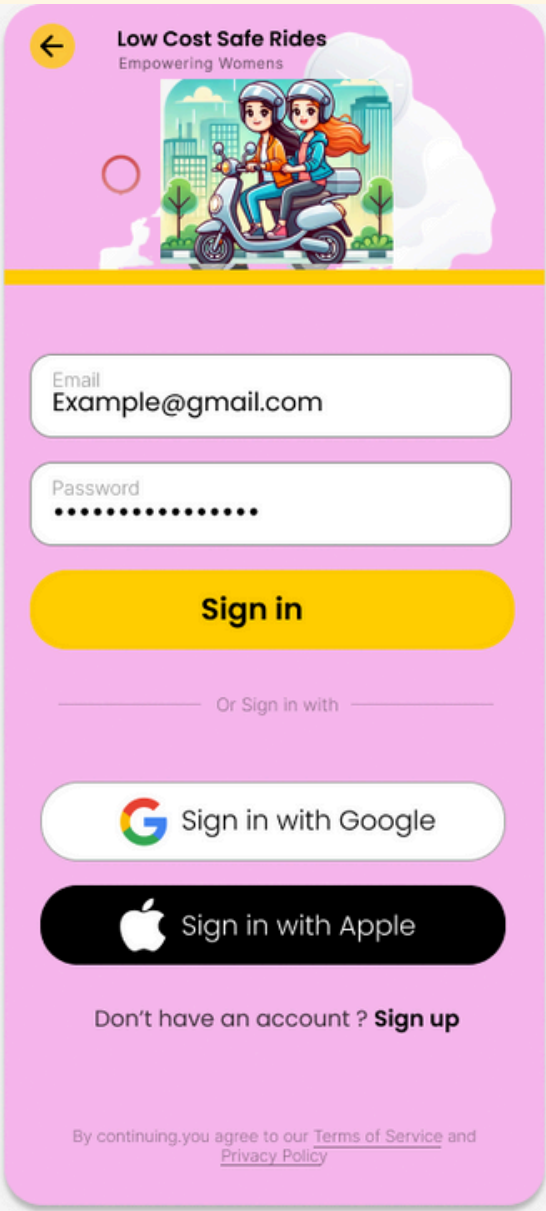 Low Cost Safe Rides
Empowering Womens
Email
Example@gmail.com
Password
••••••••••••••••
Sign in
Or Sign in with
Sign in with Google
Sign in with Apple
Don't have an account ? Sign up
By continuing.you agree to our Terms of Service and
Privacy Policy